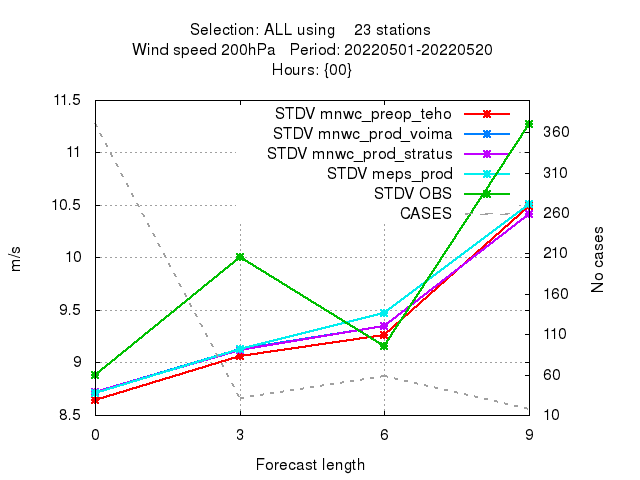 Selection: ALL using 23 stations
Wind speed 200hPa Period: 20220501-20220520
Hours: {00}
STDV mnwc_preop_teho
STDV mnwc_prod_voima
STDV mnwc_prod_stratus
STDV meps_prod
STDV OBS
CASES
m/s
11.5
11
10.5
10
9.5
9
8.5
No cases
360
310
260
210
160
110
60
10
0 3 6 9
Forecast length